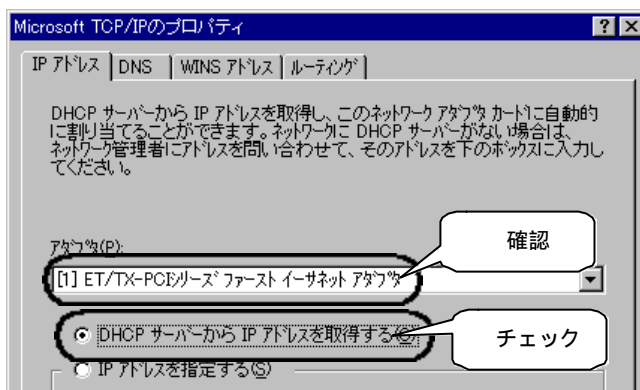 Microsoft TCP/IPのプロパティ
IP アドレス DNS WINS アドレス ルーティング
DHCP サーバーから IP アドレスを取得し、このネットワーク アダプタ カードに自動的
に割り当てることができます。ネットワークに DHCP サーバーがない場合は、
ネットワーク管理者にアドレスを問い合わせて、そのアドレスを下のボックスに入力し
てください。
確認
アダプタ(P):
[1] ET/TX-PCIシリーズ ファースト イーサネット アダプタ
DHCP サーバーから IP アドレスを取得する
チェック
IP アドレスを指定する(S)